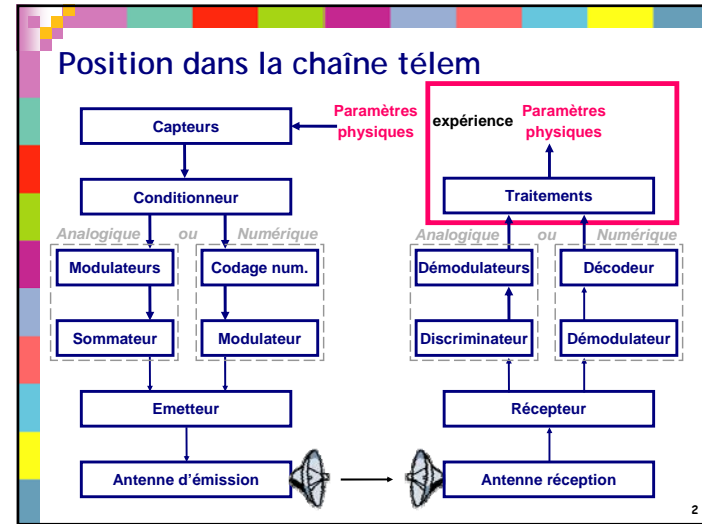 Position dans la chaîne télem
Paramètres
physiques
expérience
Paramètres
physiques
Capteurs
Conditionneur
Traitements
Analogique ou Numérique
Analogique ou Numérique
Modulateurs
Codage num.
Démodulateurs
Décodeur
Sommateur
Modulateur
Discriminateur
Démodulateur
Emetteur
Récepteur
Antenne d'émission
Antenne réception
2